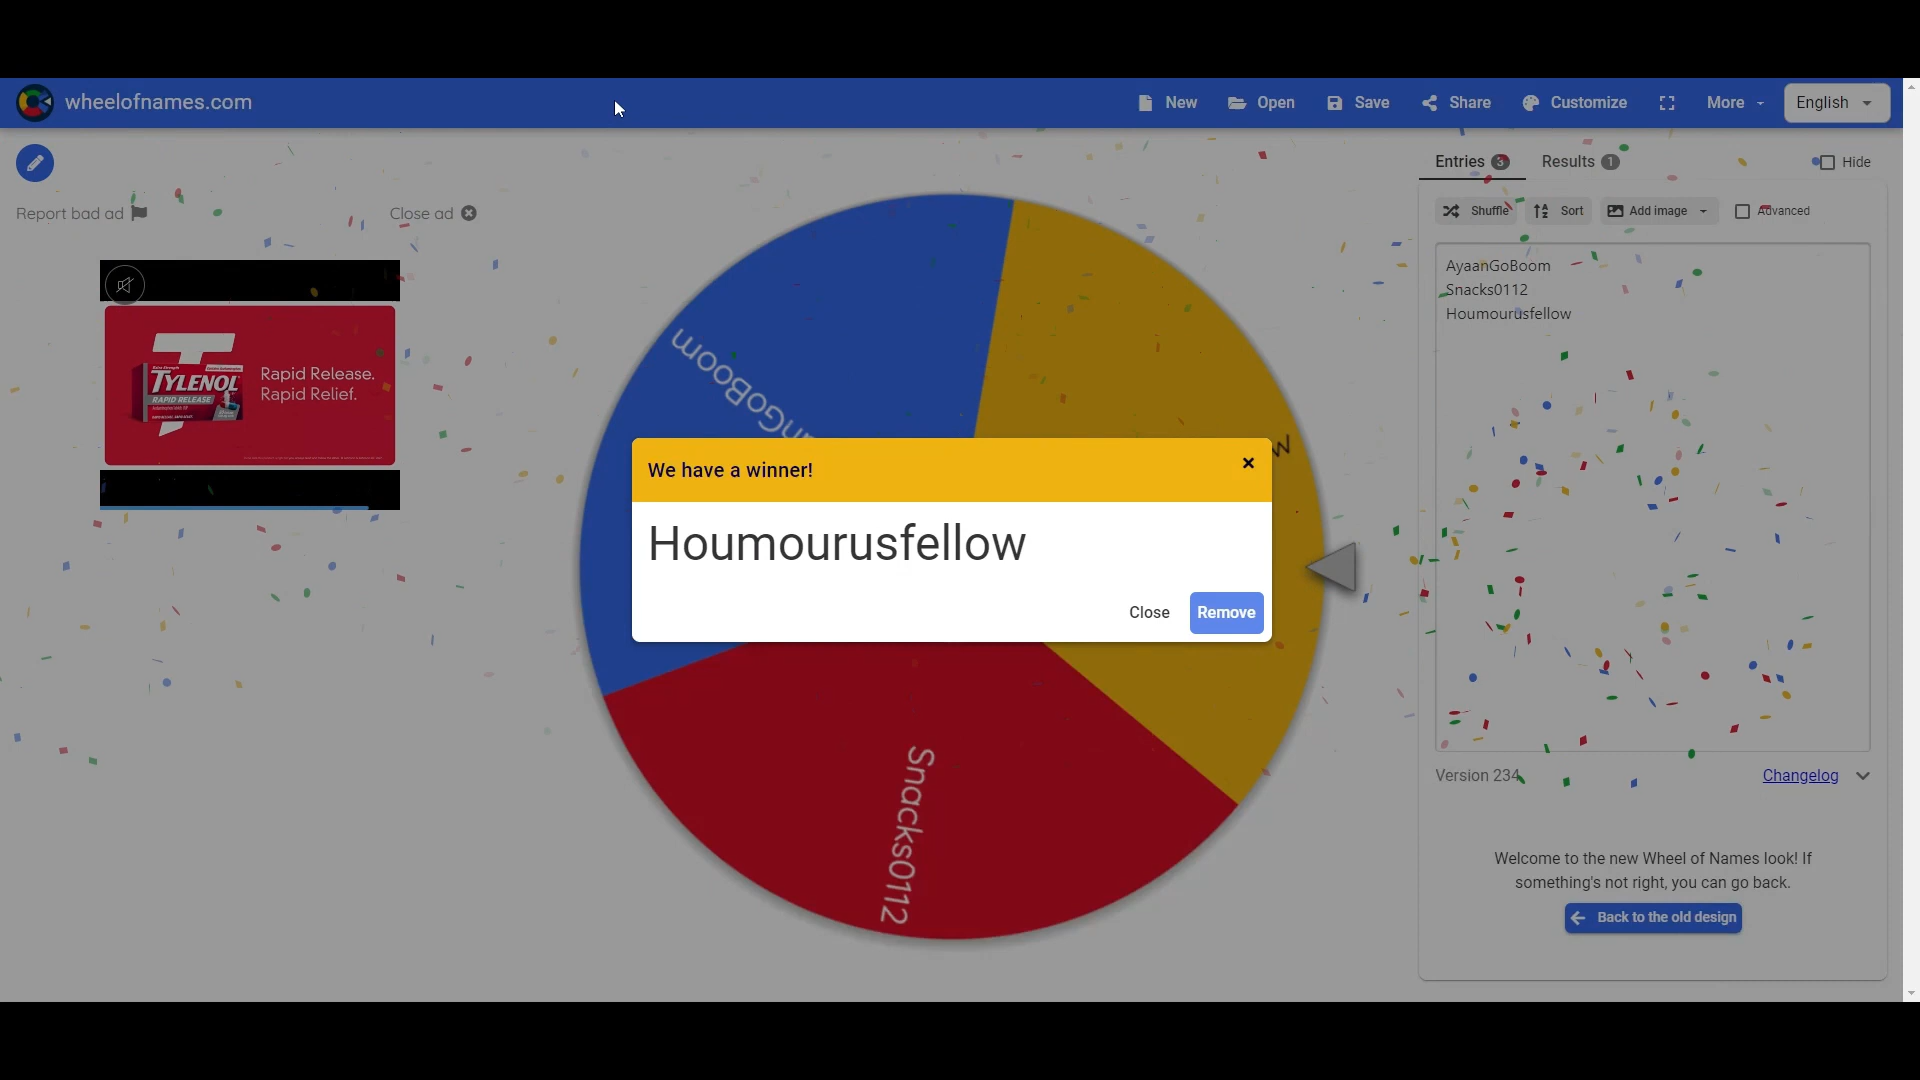 wheelofnames.com
New
Open
Save
Share
Customize
More
English
Entries 3
Results 1
Hide
Report bad ad
Close ad
Shuffle
Sort
Add image
Advanced
AyaanGoBoom
Snacks0112
Houmourusfellow
TYLENOL
RAPID RELEASE
Rapid Release.
Rapid Relief.
anGoBoom
w
We have a winner!
Houmourusfellow
Close
Remove
Snacks0112
Version 234
Changelog
Welcome to the new Wheel of Names look! If
something's not right, you can go back.
Back to the old design